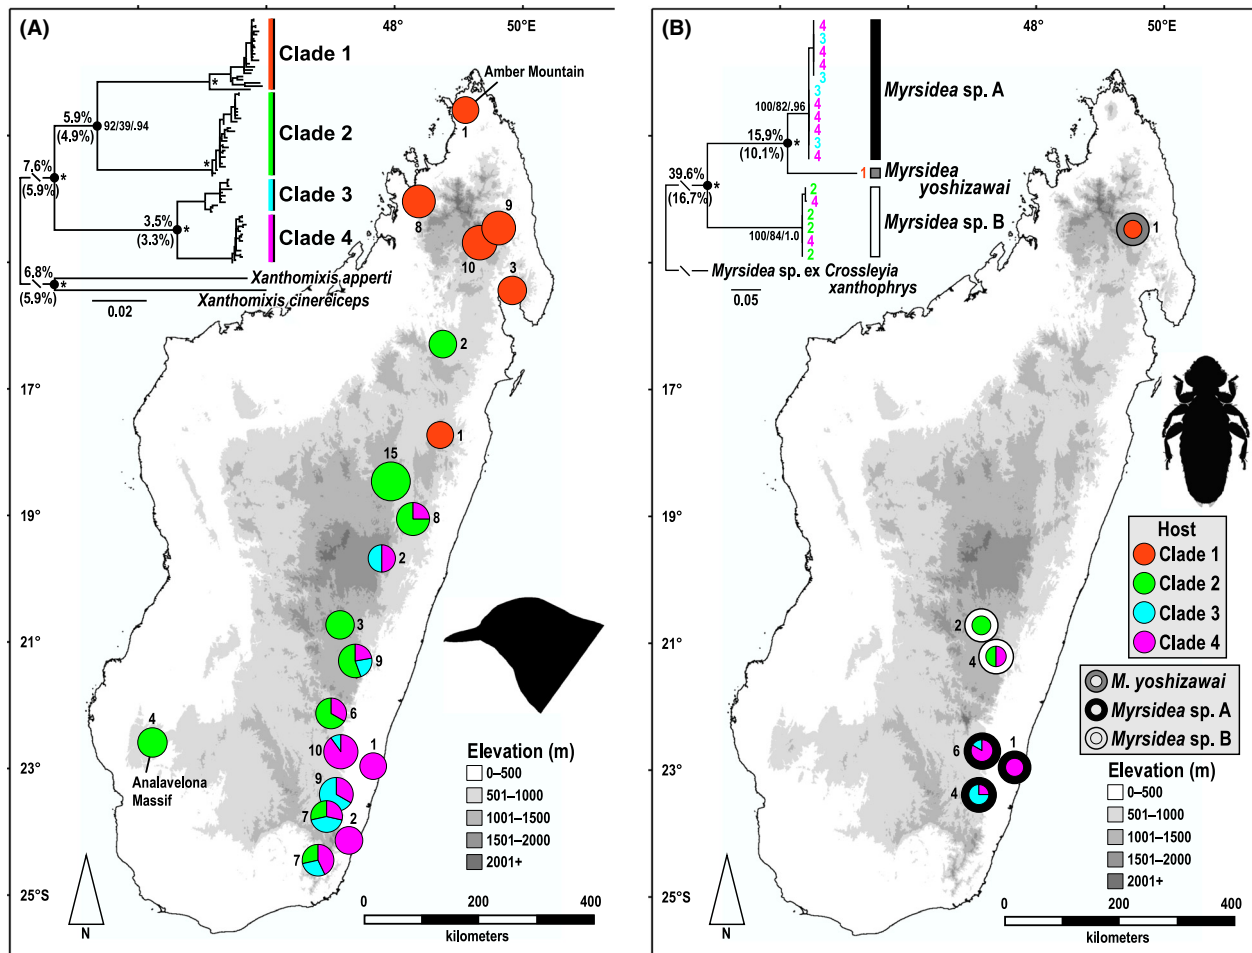 (A)
48°
50°E
Clade 1
Clade 2
Clade 3
Clade 4
5.9%
(4.9%)
92/39/.94
*
*
7.6%
(5.9%)
*
3.5%
(3.3%)
*
6.8%
(5.9%)
*
Xanthomixis apperti
Xanthomixis cinereiceps
0.02
Amber Mountain
1
8
9
10
3
2
17°
1
15
19°
8
2
21°
3
9
6
4
Analavelona
Massif
10
1
23°
9
7
2
7
25°S
Elevation (m)
0–500
501–1000
1001–1500
1501–2000
2001+
N
0
200
400
kilometers
(B)
48°
50°E
4
3
4
4
3
3
4
4
4
3
4
100/82/.96
15.9%
(10.1%)
*
39.6%
(16.7%)
*
1
2
4
2
2
4
2
100/84/1.0
Myrsidea sp. A
Myrsidea
yoshizawai
Myrsidea sp. B
Myrsidea sp. ex Crossleyia
xanthophrys
0.05
1
17°
19°
21°
2
4
6
1
23°
4
25°S
Host
Clade 1
Clade 2
Clade 3
Clade 4
M. yoshizawai
Myrsidea sp. A
Myrsidea sp. B
Elevation (m)
0–500
501–1000
1001–1500
1501–2000
2001+
N
0
200
400
kilometers